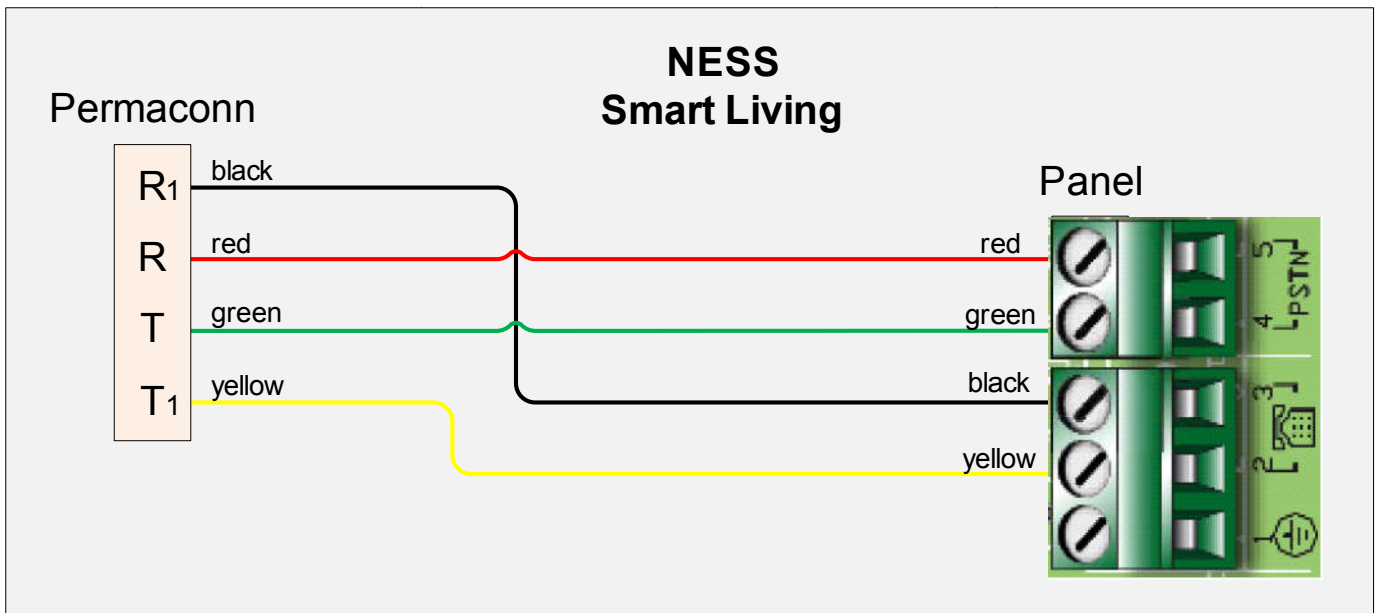 NESS
Smart Living
Permaconn
R1
black
R
red
T
green
T1
yellow
Panel
red
green
black
yellow
5
4
PSTN
3
2
1